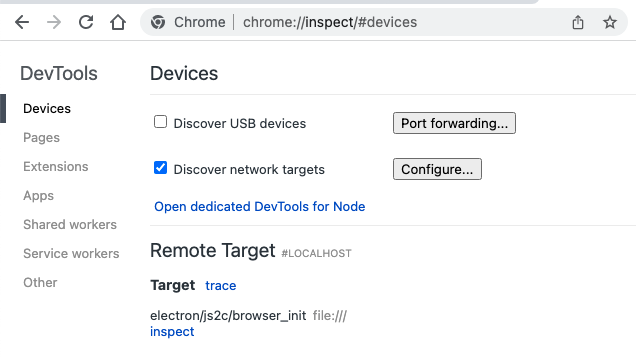 Chrome | chrome://inspect/#devices
DevTools
Devices
Pages
Extensions
Apps
Shared workers
Service workers
Other
Devices
Discover USB devices
Port forwarding...
Discover network targets
Configure...
Open dedicated DevTools for Node
Remote Target #LOCALHOST
Target trace
electron/js2c/browser_init file:///
inspect